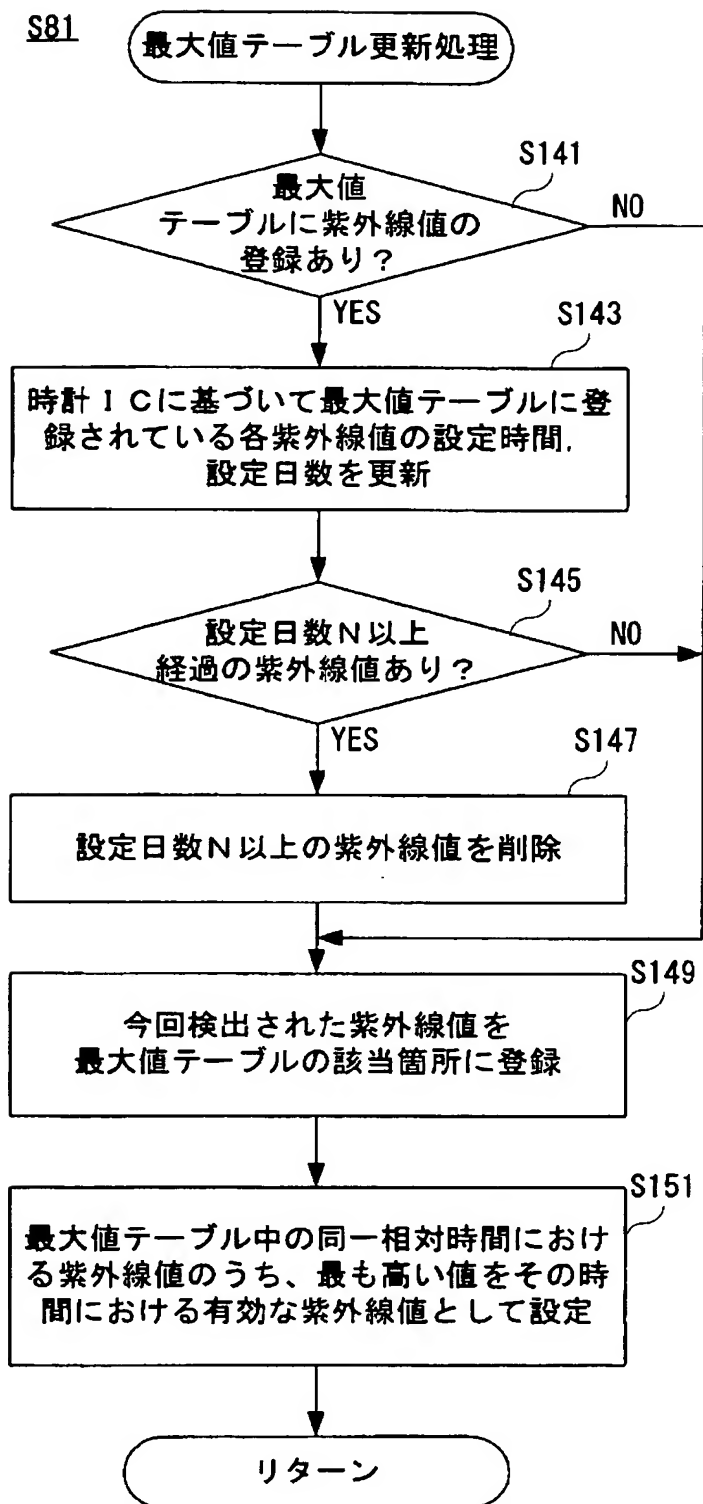 S81
最大値テーブル更新処理
S141
最大値
テーブルに紫外線値の
登録あり?
NO
YES
S143
時計ICに基づいて最大値テーブルに登
録されている各紫外線値の設定時間,
設定日数を更新
S145
設定日数N以上
経過の紫外線値あり?
NO
YES
S147
設定日数N以上の紫外線値を削除
S149
今回検出された紫外線値を
最大値テーブルの該当箇所に登録
S151
最大値テーブル中の同一相対時間におけ
る紫外線値のうち、最も高い値をその時
間における有効な紫外線値として設定
リターン